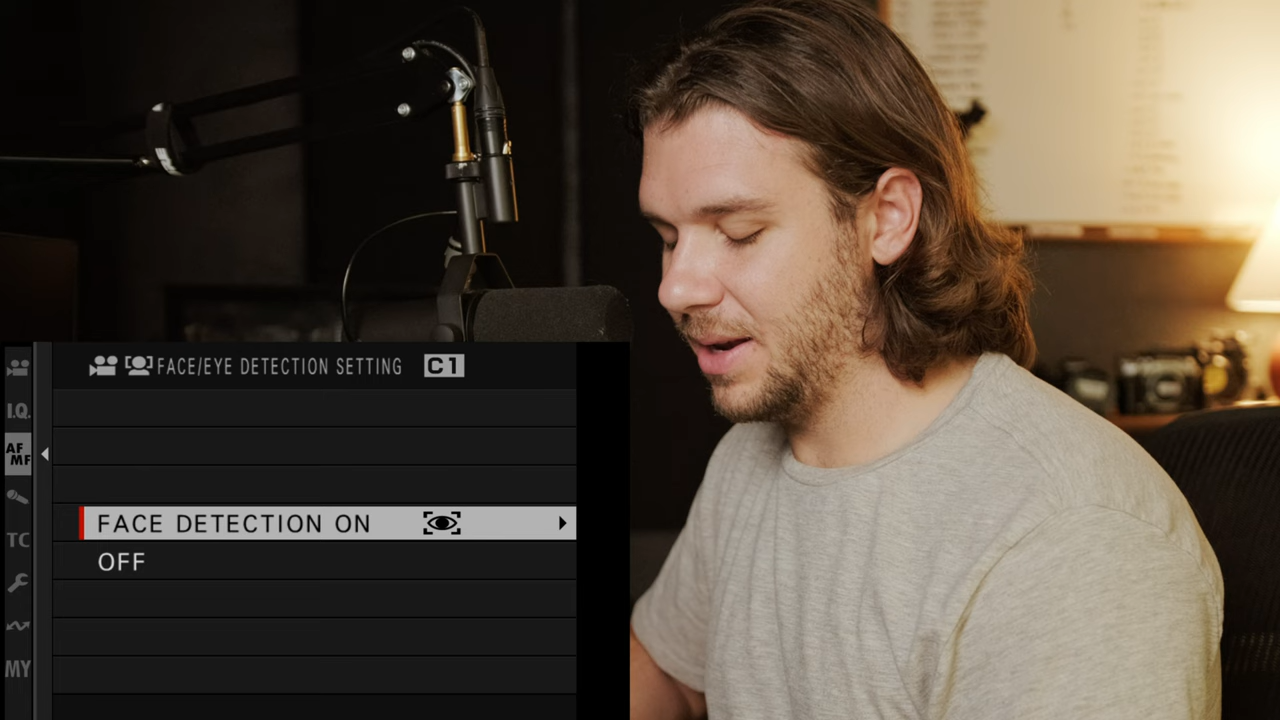 FACE/EYE DETECTION SETTING C1
I.Q.
AF
MF
FACE DETECTION ON
TC
OFF
MY